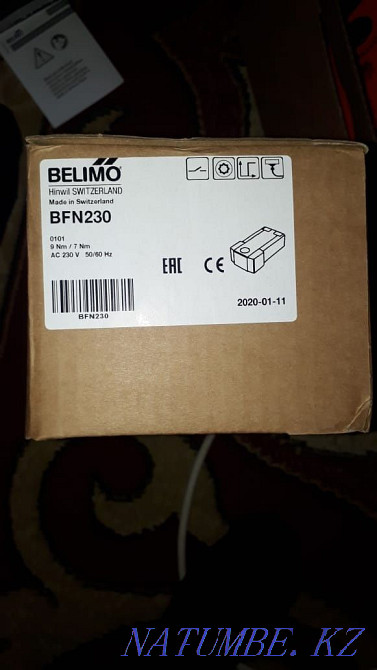 BELIMO
Hinwil SWITZERLAND
Made in Switzerland
BFN230
0101
9 Nm / 7 Nm
AC 230 V 50/60 Hz
EAC CE
2020-01-11
BFN230
NATUMBE.KZ